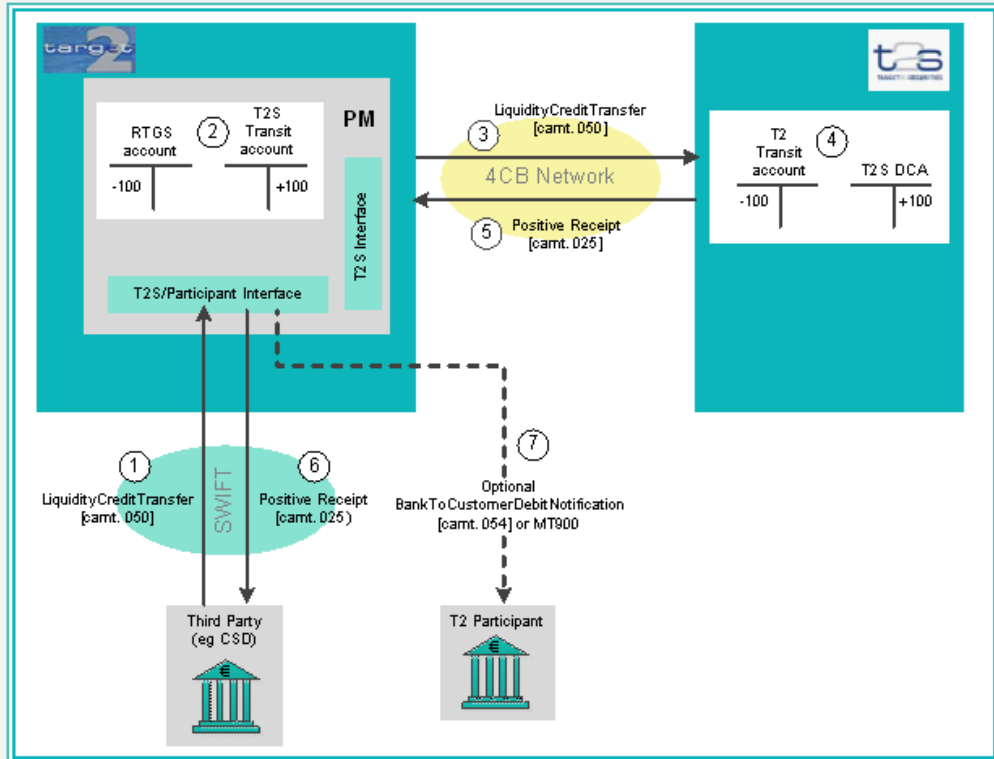 target
2
t2s
TARGET2-SECURITIES
RTGS
account
2
T2S
Transit
account
PM
-100
+100
T2S Interface
T2S/Participant Interface
LiquidityCreditTransfer
[camt. 050]
3
4CB Network
5
Positive Receipt
[camt. 025]
T2
Transit
account
4
T2S DCA
-100
+100
1
LiquidityCreditTransfer
[camt. 050]
SWIFT
6
Positive Receipt
[camt. 025)
7
Optional
BankToCustomerDebitNotification
[camt. 054] or MT900
Third Party
(eg CSD)
€
T2 Participant
€